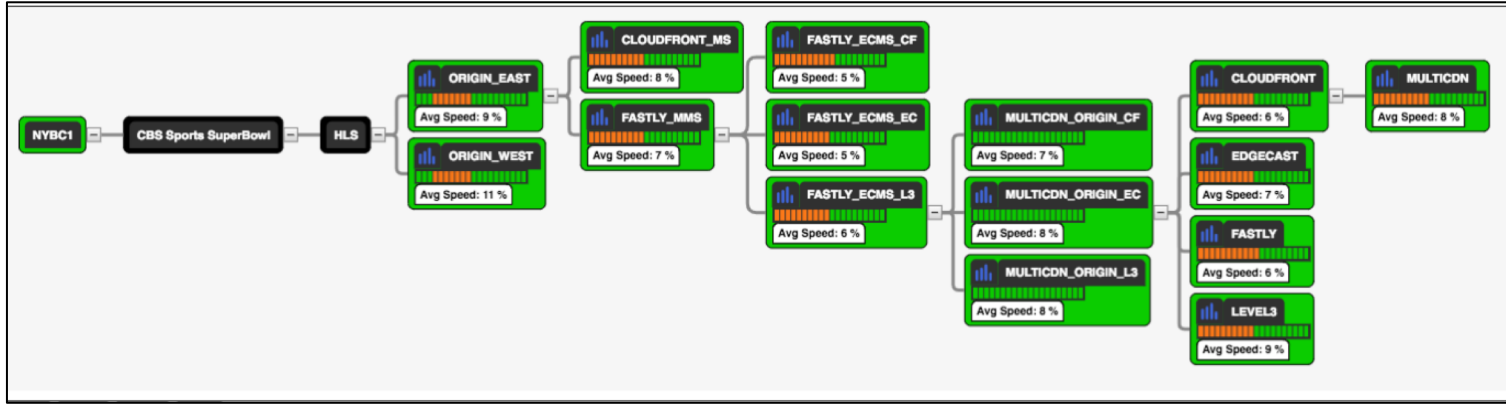 NYBC1
CBS Sports SuperBowl
HLS
ORIGIN_EAST
Avg Speed: 9 %
ORIGIN_WEST
Avg Speed: 11 %
CLOUDFRONT_MS
Avg Speed: 8 %
FASTLY_MMS
Avg Speed: 7 %
FASTLY_ECMS_CF
Avg Speed: 5 %
FASTLY_ECMS_EC
Avg Speed: 5 %
FASTLY_ECMS_L3
Avg Speed: 6 %
MULTICDN_ORIGIN_CF
Avg Speed: 7 %
MULTICDN_ORIGIN_EC
Avg Speed: 8 %
MULTICDN_ORIGIN_L3
Avg Speed: 8 %
CLOUDFRONT
Avg Speed: 6 %
EDGECAST
Avg Speed: 7 %
FASTLY
Avg Speed: 6 %
LEVEL3
Avg Speed: 9 %
MULTICDN
Avg Speed: 8 %